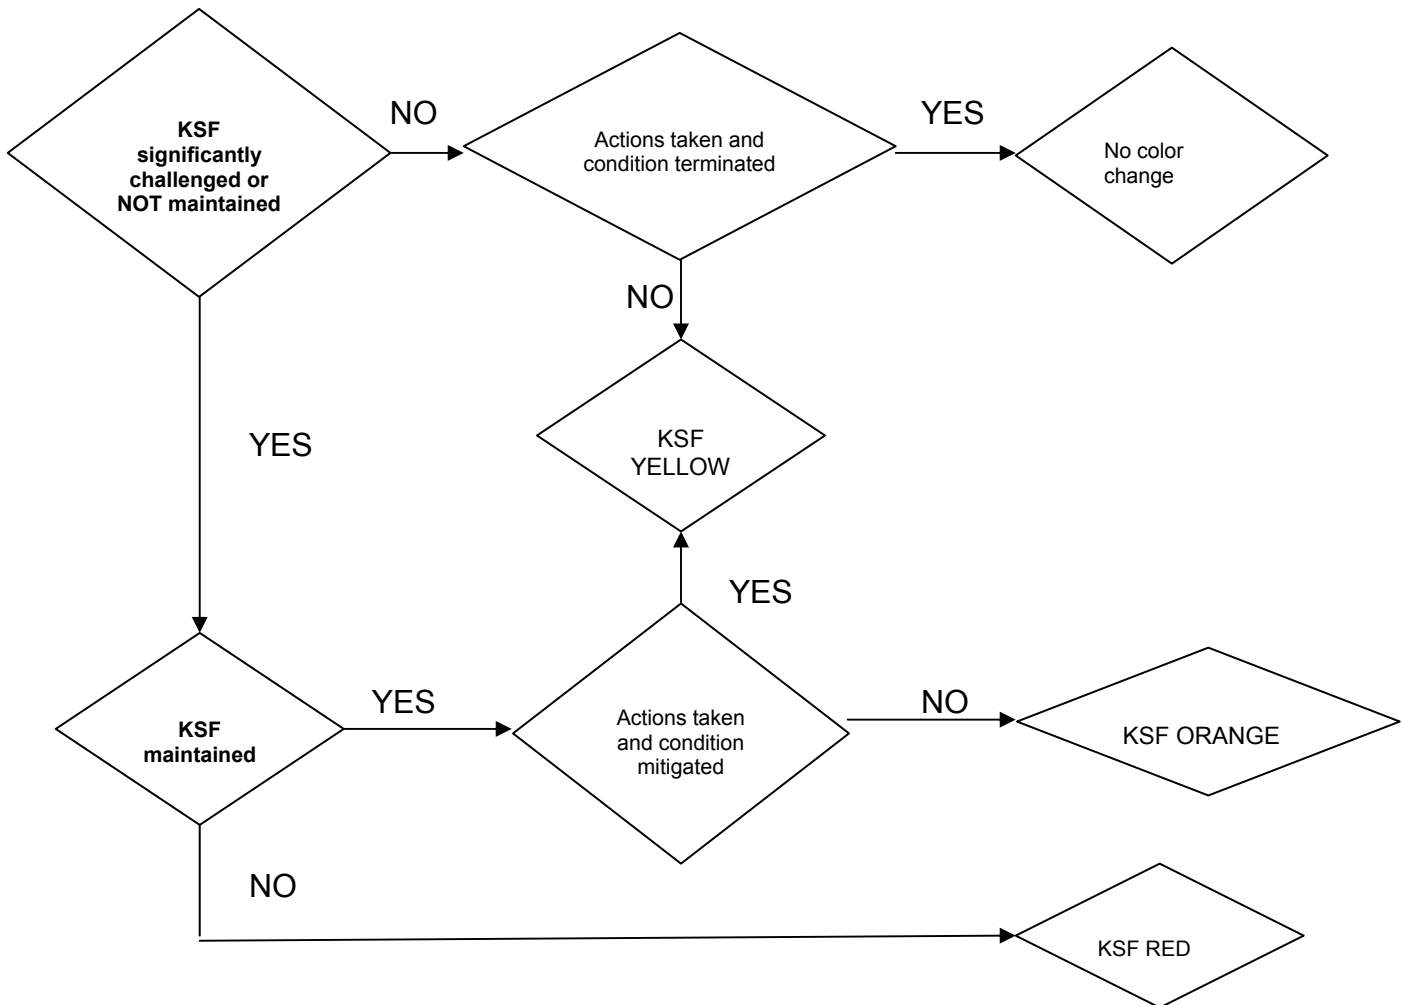 KSF
significantly
challenged or
NOT maintained
NO
Actions taken and
condition terminated
YES
No color
change
NO
YES
KSF
YELLOW
YES
KSF
maintained
YES
Actions taken
and condition
mitigated
NO
KSF ORANGE
NO
KSF RED